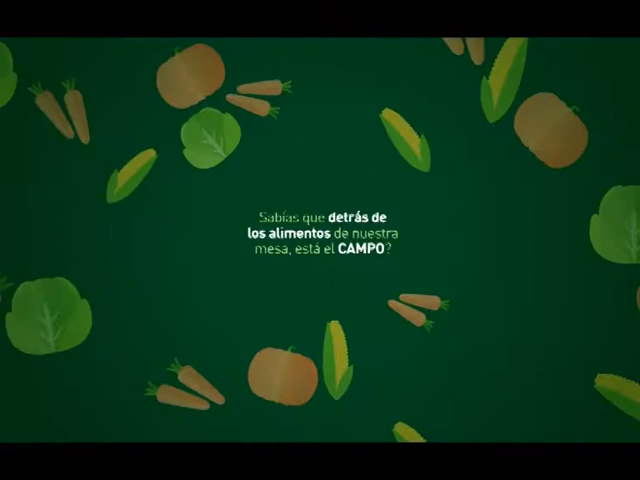 Sabías que detrás de
los alimentos de nuestra
mesa, está el CAMPO?